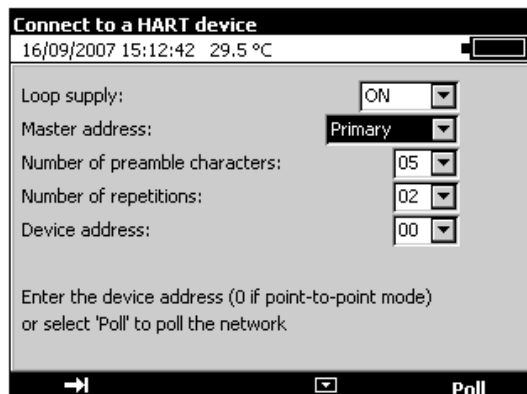 Connect to a HART device
16/09/2007 15:12:42 29.5 °C
Loop supply: ON
Master address: Primary
Number of preamble characters: 05
Number of repetitions: 02
Device address: 00
Enter the device address (0 if point-to-point mode)
or select 'Poll' to poll the network
Poll